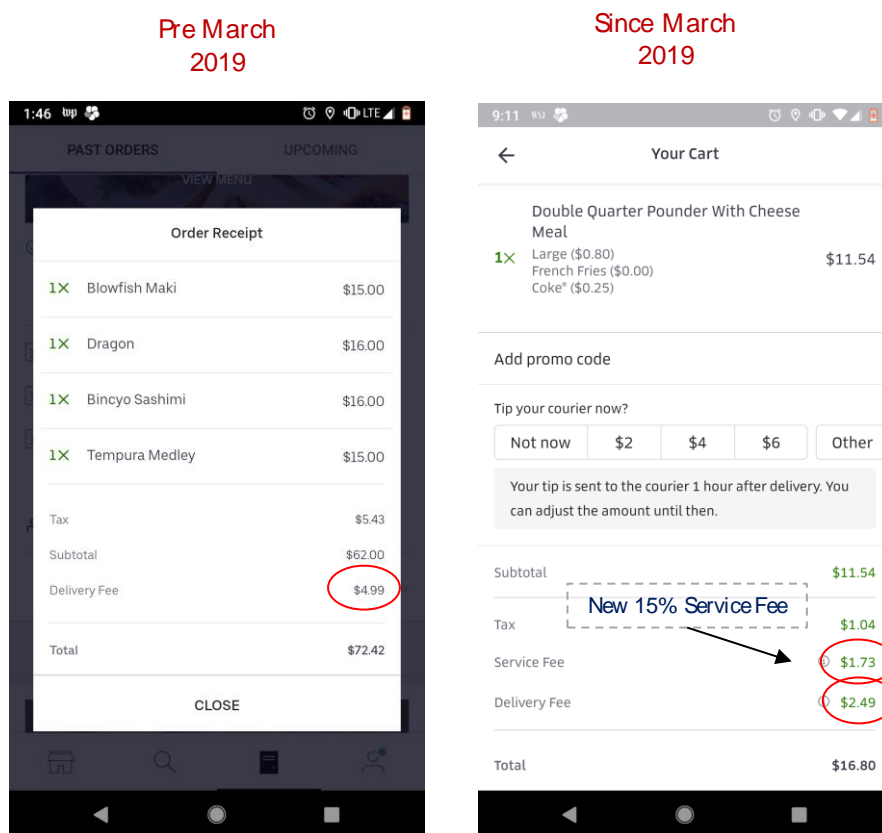 Pre March
2019
Since March
2019
1:46
LTE
PAST ORDERS
UPCOMING
VIEW MENU
Order Receipt
1X Blowfish Maki $15.00
1X Dragon $16.00
1X Bincyo Sashimi $16.00
1X Tempura Medley $15.00
Tax $5.43
Subtotal $62.00
Delivery Fee $4.99
Total $72.42
CLOSE
9:11 WSJ
Your Cart
Double Quarter Pounder With Cheese
Meal
1X Large ($0.80) $11.54
French Fries ($0.00)
Coke® ($0.25)
Add promo code
Tip your courier now?
Not now $2 $4 $6 Other
Your tip is sent to the courier 1 hour after delivery. You
can adjust the amount until then.
Subtotal $11.54
New 15% Service Fee
Tax $1.04
Service Fee $1.73
Delivery Fee $2.49
Total $16.80